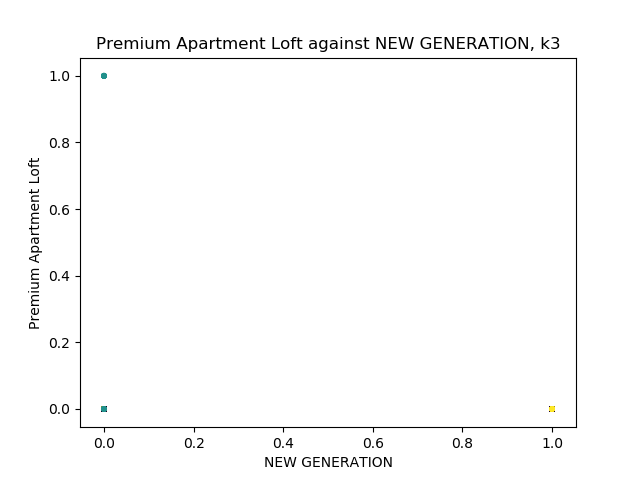 Premium Apartment Loft against NEW GENERATION, k3
1.0
0.8
0.6
0.4
0.2
0.0
Premium Apartment Loft
0.0 0.2 0.4 0.6 0.8 1.0
NEW GENERATION